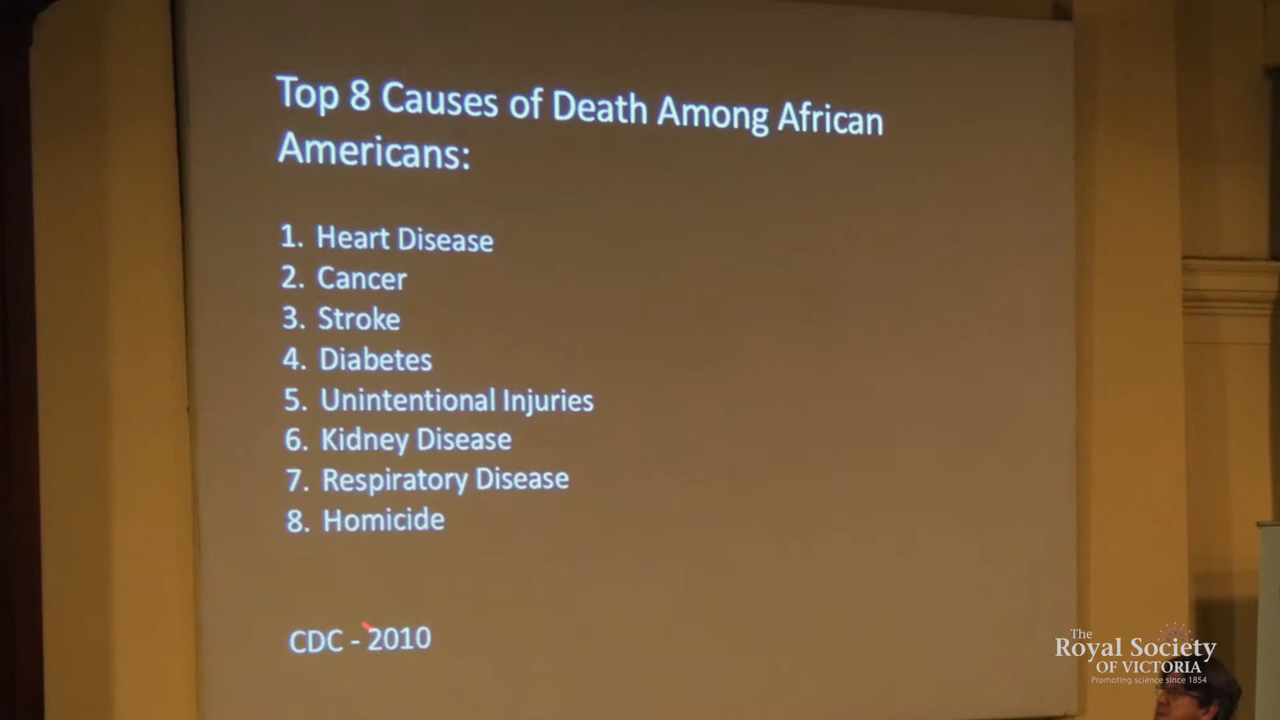 Top 8 Causes of Death Among African
Americans:
1. Heart Disease
2. Cancer
3. Stroke
4. Diabetes
5. Unintentional Injuries
6. Kidney Disease
7. Respiratory Disease
8. Homicide
CDC - 2010
The
Royal Society
OF VICTORIA
Promoting science since 1854